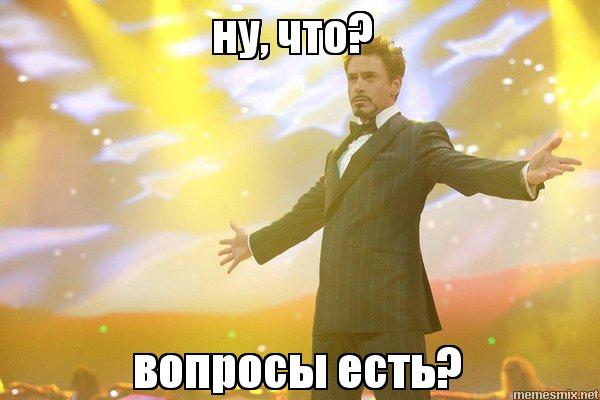 ну, что?
вопросы есть?
memesmix.net